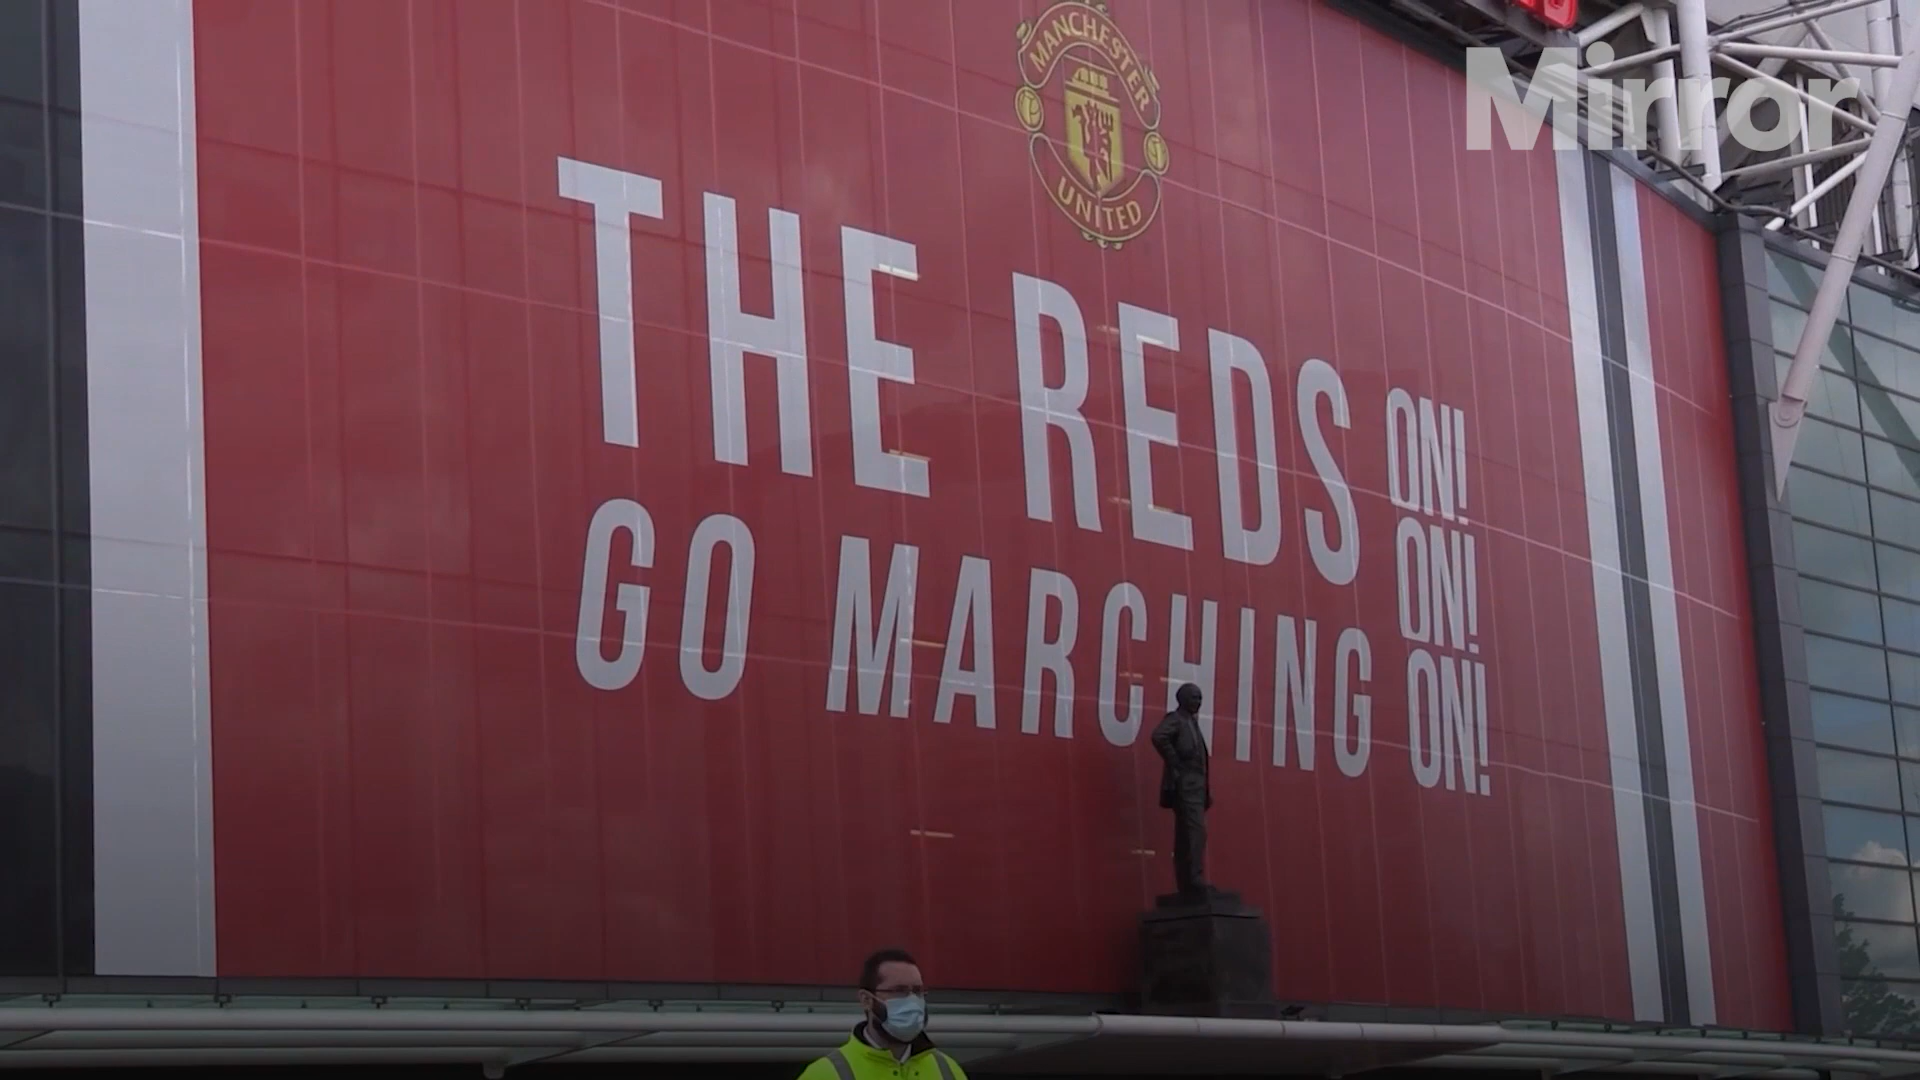 Mirror
MANCHESTER
UNITED
THE REDS ON!
ON!
GO MARCHING ON!